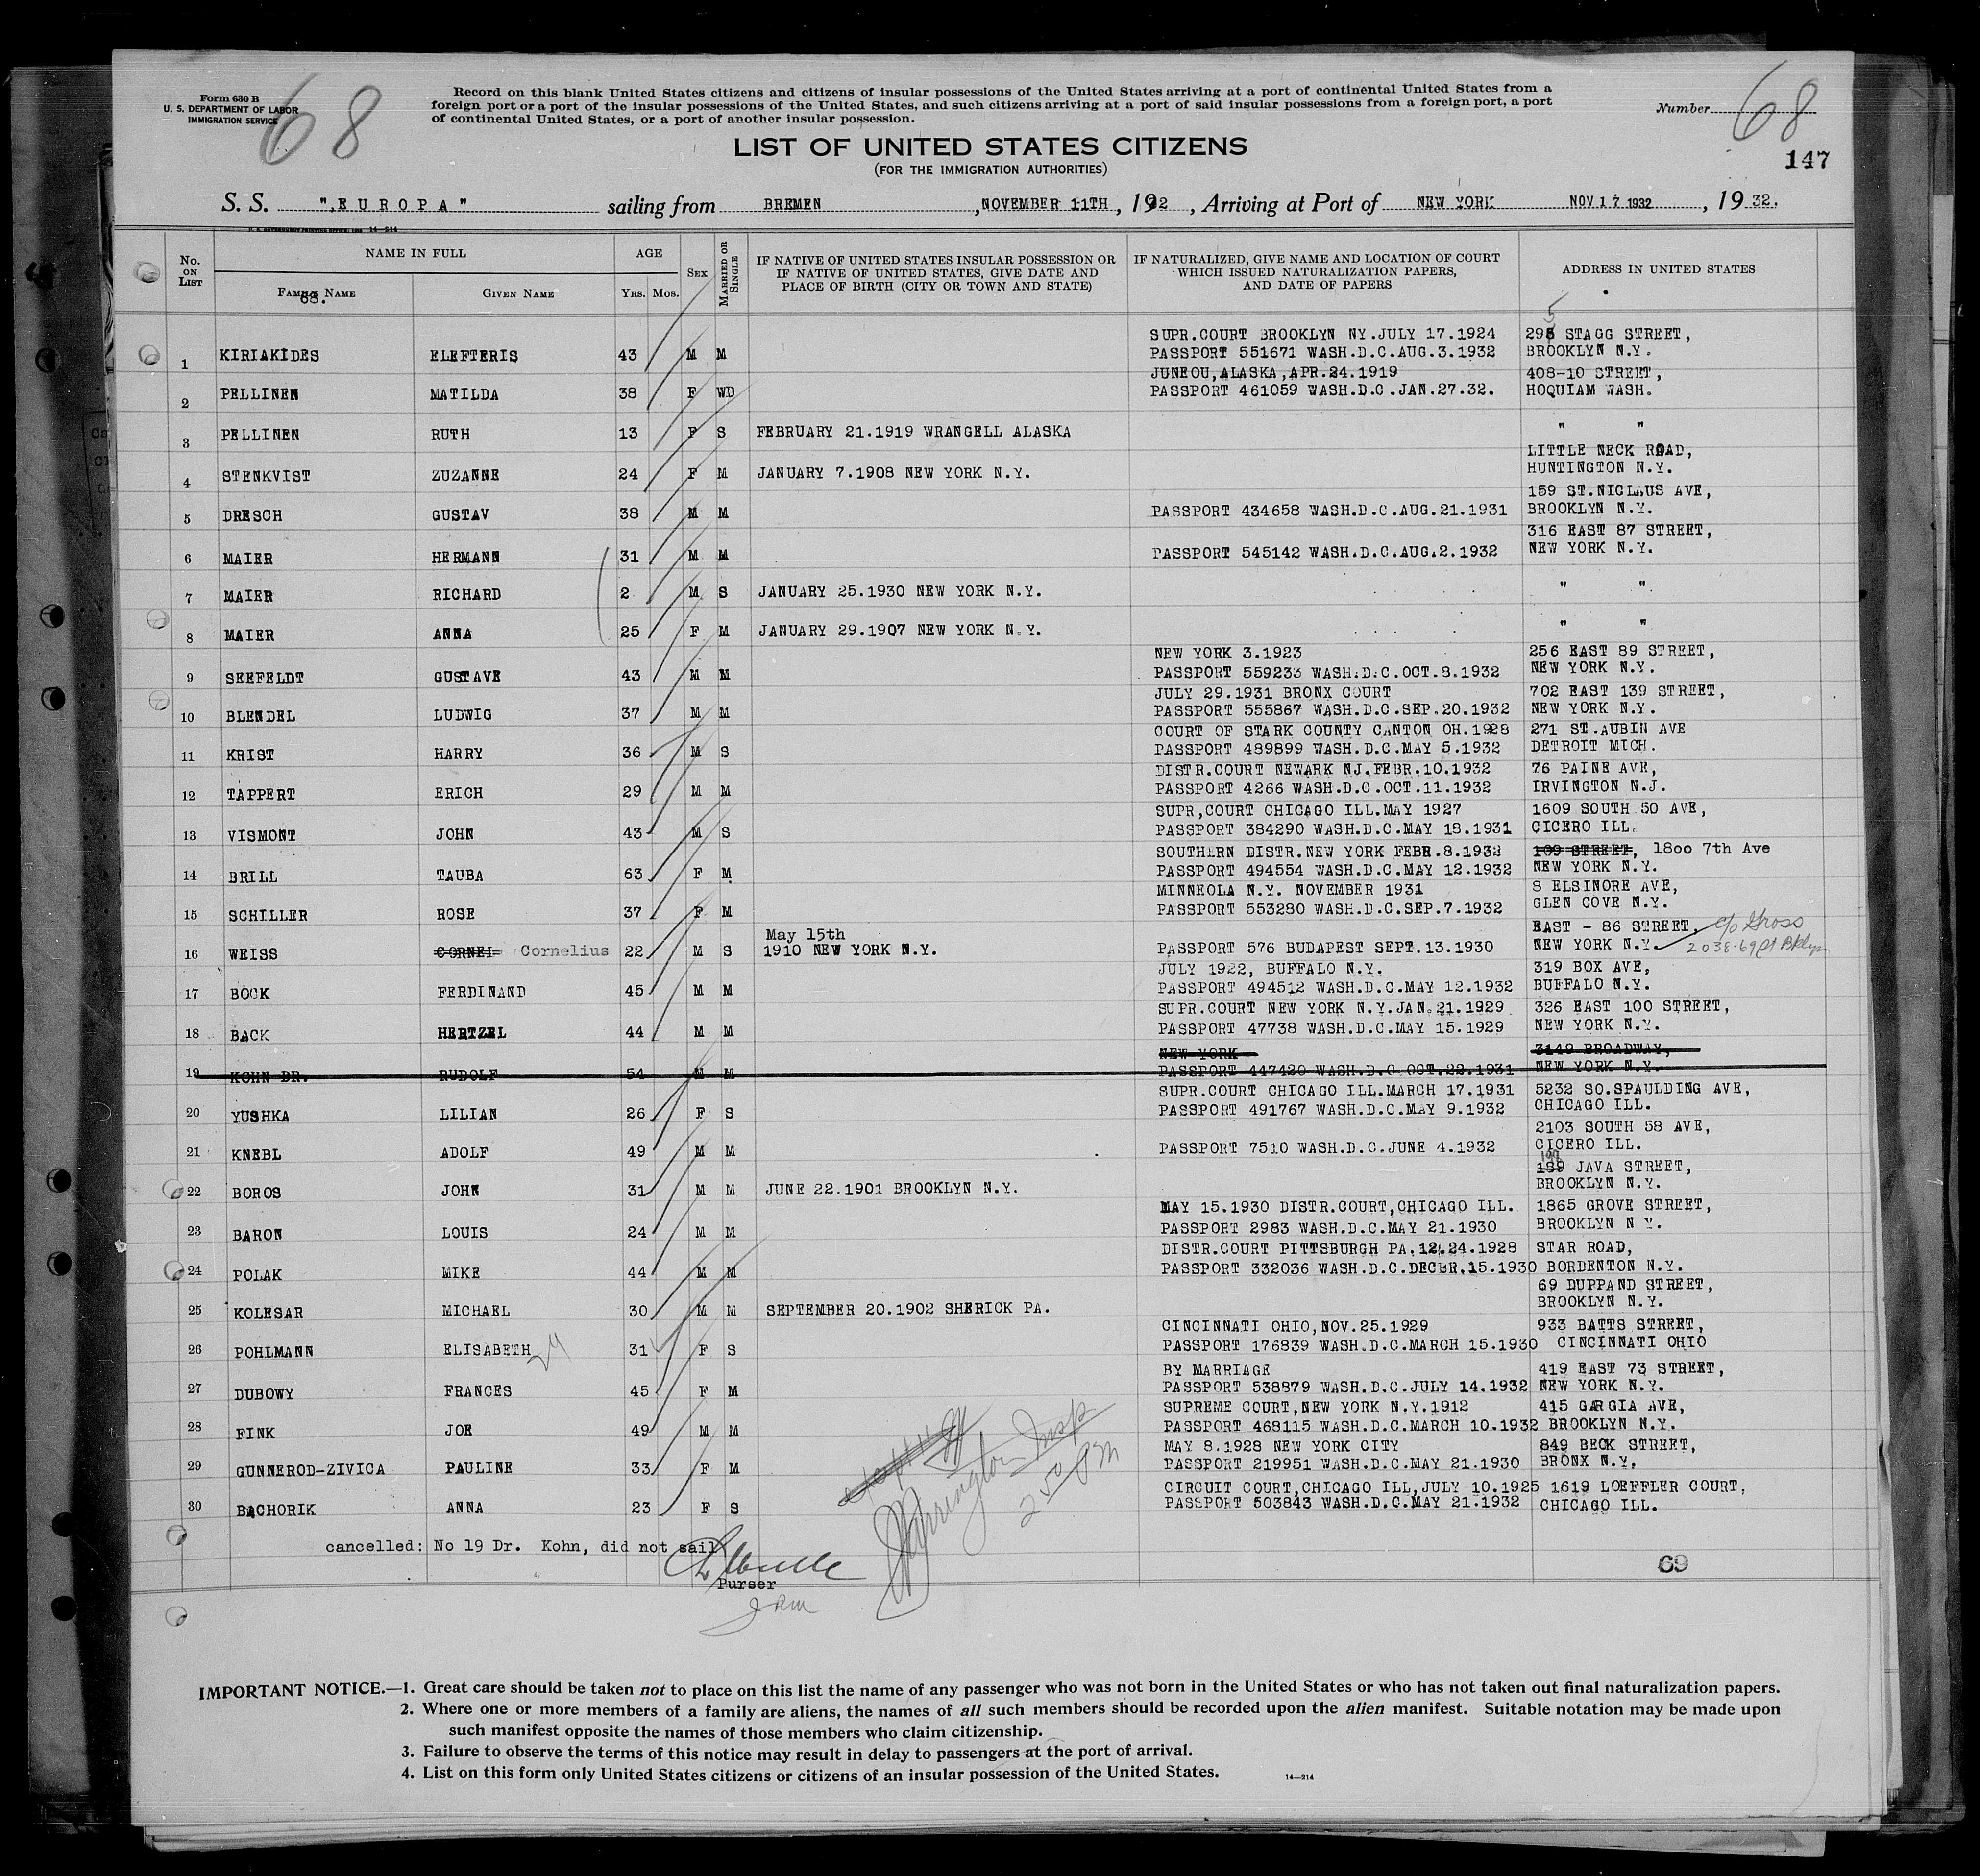 Form 630 B
U. S. DEPARTMENT OF LABOR
IMMIGRATION SERVICE
68
Record on this blank United States citizens and citizens of insular possessions of the United States arriving at a port of continental United States from a
foreign port or a port of the insular possessions of the United States, and such citizens arriving at a port of said insular possessions from a foreign port, a port
of continental United States, or a port of another insular possession.
Number 68
LIST OF UNITED STATES CITIZENS
(FOR THE IMMIGRATION AUTHORITIES)
147
S. S. "EUROPA" sailing from BREMEN, NOVEMBER 11TH, 1932, Arriving at Port of NEW YORK NOV 17 1932, 19 32.
U. S. GOVERNMENT PRINTING OFFICE 14—214
No. ON LIST
NAME IN FULL
FAMILY NAME
68.
GIVEN NAME
AGE
YRS. MOS.
SEX
MARRIED OR SINGLE
IF NATIVE OF UNITED STATES INSULAR POSSESSION OR
IF NATIVE OF UNITED STATES, GIVE DATE AND
PLACE OF BIRTH (CITY OR TOWN AND STATE)
IF NATURALIZED, GIVE NAME AND LOCATION OF COURT
WHICH ISSUED NATURALIZATION PAPERS,
AND DATE OF PAPERS
ADDRESS IN UNITED STATES
5
SUPR.COURT BROOKLYN NY.JULY 17.1924 298 STAGG STREET,
1 KIRIAKIDES ELEFTERIS 43 M M PASSPORT 551671 WASH.D.C.AUG.3.1932 BROOKLYN N.Y.
JUNEOU,ALASKA,APR.24.1919 408-10 STREET,
2 PELLINEN MATILDA 38 F WD PASSPORT 461059 WASH.D.C.JAN.27.32. HOQUIAM WASH.
3 PELLINEN RUTH 13 F S FEBRUARY 21.1919 WRANGELL ALASKA " "
LITTLE NECK ROAD,
4 STENKVIST ZUZANNE 24 F M JANUARY 7.1908 NEW YORK N.Y. HUNTINGTON N.Y.
159 ST.NICLAUS AVE,
5 DRESCH GUSTAV 38 M M PASSPORT 434658 WASH.D.C.AUG.21.1931 BROOKLYN N.Y.
316 EAST 87 STREET,
6 MAIER HERMANN 31 M M PASSPORT 545142 WASH.D.C.AUG.2.1932 NEW YORK N.Y.
7 MAIER RICHARD 2 M S JANUARY 25.1930 NEW YORK N.Y. " "
8 MAIER ANNA 25 F M JANUARY 29.1907 NEW YORK N.Y. " "
NEW YORK 3.1923 256 EAST 89 STREET,
9 SEEFELDT GUSTAVE 43 M M PASSPORT 559233 WASH.D.C.OCT.8.1932 NEW YORK N.Y.
JULY 29.1931 BRONX COURT 702 EAST 139 STREET,
10 BLENDEL LUDWIG 37 M M PASSPORT 555867 WASH.D.C.SEP.20.1932 NEW YORK N.Y.
COURT OF STARK COUNTY CANTON OH.1928 271 ST.AUBIN AVE
11 KRIST HARRY 36 M S PASSPORT 489899 WASH.D.C.MAY 5.1932 DETROIT MICH.
DISTR.COURT NEWARK NJ.FEBR.10.1932 76 PAINE AVE,
12 TAPPERT ERICH 29 M M PASSPORT 4266 WASH.D.C.OCT.11.1932 IRVINGTON N.J.
SUPR,COURT CHICAGO ILL.MAY 1927 1609 SOUTH 50 AVE,
13 VISMONT JOHN 43 M S PASSPORT 384290 WASH.D.C.MAY 18.1931 CICERO ILL.
SOUTHERN DISTR.NEW YORK FEBR.8.1932 109 STREET, 1800 7th Ave
14 BRILL TAUBA 63 F M PASSPORT 494554 WASH.D.C.MAY 12.1932 NEW YORK N.Y.
MINNEOLA N.Y. NOVEMBER 1931 8 ELSINORE AVE,
15 SCHILLER ROSE 37 F M PASSPORT 553280 WASH.D.C.SEP.7.1932 GLEN COVE N.Y.
May 15th EAST - 86 STREET, c/o Gross
16 WEISS CORNEL Cornelius 22 M S 1910 NEW YORK N.Y. PASSPORT 576 BUDAPEST SEPT.13.1930 NEW YORK N.Y. 2038-69 St Bklyn
JULY 1922, BUFFALO N.Y. 319 BOX AVE,
17 BOCK FERDINAND 45 M M PASSPORT 494512 WASH.D.C.MAY 12.1932 BUFFALO N.Y.
SUPR.COURT NEW YORK N.Y.JAN.21.1929 326 EAST 100 STREET,
18 BACK HERTZEL 44 M M PASSPORT 47738 WASH.D.C.MAY 15.1929 NEW YORK N.Y.
NEW YORK 3149 BROADWAY,
19 KOHN DR. RUDOLF 54 M M PASSPORT 447420 WASH.D.C.OCT.22.1931 NEW YORK N.Y.
SUPR.COURT CHICAGO ILL.MARCH 17.1931 5232 SO.SPAULDING AVE,
20 YUSHKA LILIAN 26 F S PASSPORT 491767 WASH.D.C.MAY 9.1932 CHICAGO ILL.
2103 SOUTH 58 AVE,
21 KNEBL ADOLF 49 M M PASSPORT 7510 WASH.D.C.JUNE 4.1932 CICERO ILL.
199
189 JAVA STREET,
22 BOROS JOHN 31 M M JUNE 22.1901 BROOKLYN N.Y. BROOKLYN N.Y.
MAY 15.1930 DISTR.COURT,CHICAGO ILL. 1865 GROVE STREET,
23 BARON LOUIS 24 M M PASSPORT 2983 WASH.D.C.MAY 21.1930 BROOKLYN N Y.
DISTR.COURT PITTSBURGH PA.12.24.1928 STAR ROAD,
24 POLAK MIKE 44 M M PASSPORT 332036 WASH.D.C.DECBR.15.1930 BORDENTON N.Y.
69 DUPPAND STREET,
25 KOLESAR MICHAEL 30 M M SEPTEMBER 20.1902 SHERICK PA. BROOKLYN N.Y.
CINCINNATI OHIO,NOV.25.1929 933 BATTS STREET,
26 POHLMANN ELISABETH 24 31 F S PASSPORT 176839 WASH.D.C.MARCH 15.1930 CINCINNATI OHIO
BY MARRIAGE 419 EAST 73 STREET,
27 DUBOWY FRANCES 45 F M PASSPORT 538879 WASH.D.C.JULY 14.1932 NEW YORK N.Y.
SUPREME COURT,NEW YORK N.Y.1912 415 GARGIA AVE,
28 FINK JOE 49 M M PASSPORT 468115 WASH.D.C.MARCH 10.1932 BROOKLYN N.Y.
MAY 8.1928 NEW YORK CITY 849 BECK STREET,
29 GUNNEROD-ZIVICA PAULINE 33 F M PASSPORT 219951 WASH.D.C.MAY 21.1930 BRONX N.Y.
CIRCUIT COURT,CHICAGO ILL,JULY 10.1925 1619 LOEFFLER COURT,
30 BACHORIK ANNA 23 F S PASSPORT 503843 WASH.D.C.MAY 21.1932 CHICAGO ILL.
Insp
250 PM
cancelled: No 19 Dr. Kohn, did not sail
Purser
69
IMPORTANT NOTICE.—1. Great care should be taken not to place on this list the name of any passenger who was not born in the United States or who has not taken out final naturalization papers.
2. Where one or more members of a family are aliens, the names of all such members should be recorded upon the alien manifest. Suitable notation may be made upon
such manifest opposite the names of those members who claim citizenship.
3. Failure to observe the terms of this notice may result in delay to passengers at the port of arrival.
4. List on this form only United States citizens or citizens of an insular possession of the United States.
14—214